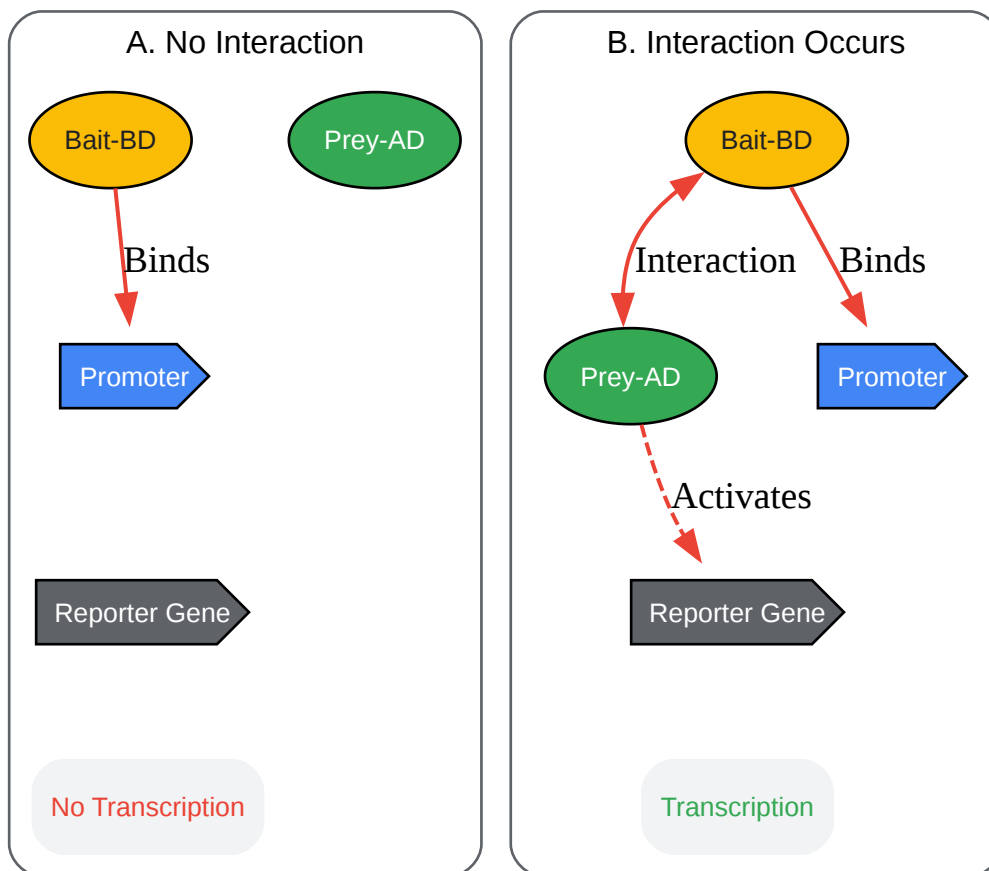 A. No Interaction
Bait-BD
Prey-AD
Binds
Promoter
Reporter Gene
No Transcription
B. Interaction Occurs
Bait-BD
Interaction
Binds
Prey-AD
Promoter
Activates
Reporter Gene
Transcription